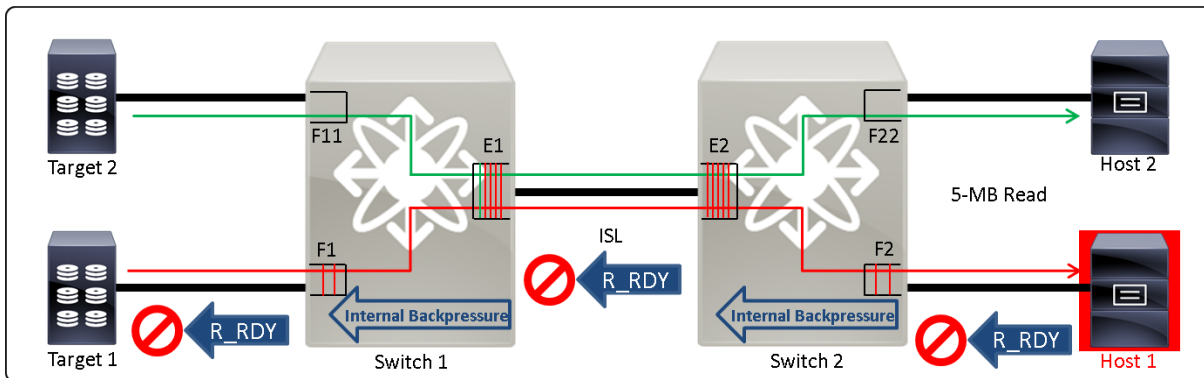 Target 2
F11
E1
E2
F22
Host 2
5-MB Read
F1
ISL
F2
R_RDY
Internal Backpressure
R_RDY
Internal Backpressure
R_RDY
Target 1
Switch 1
Switch 2
Host 1